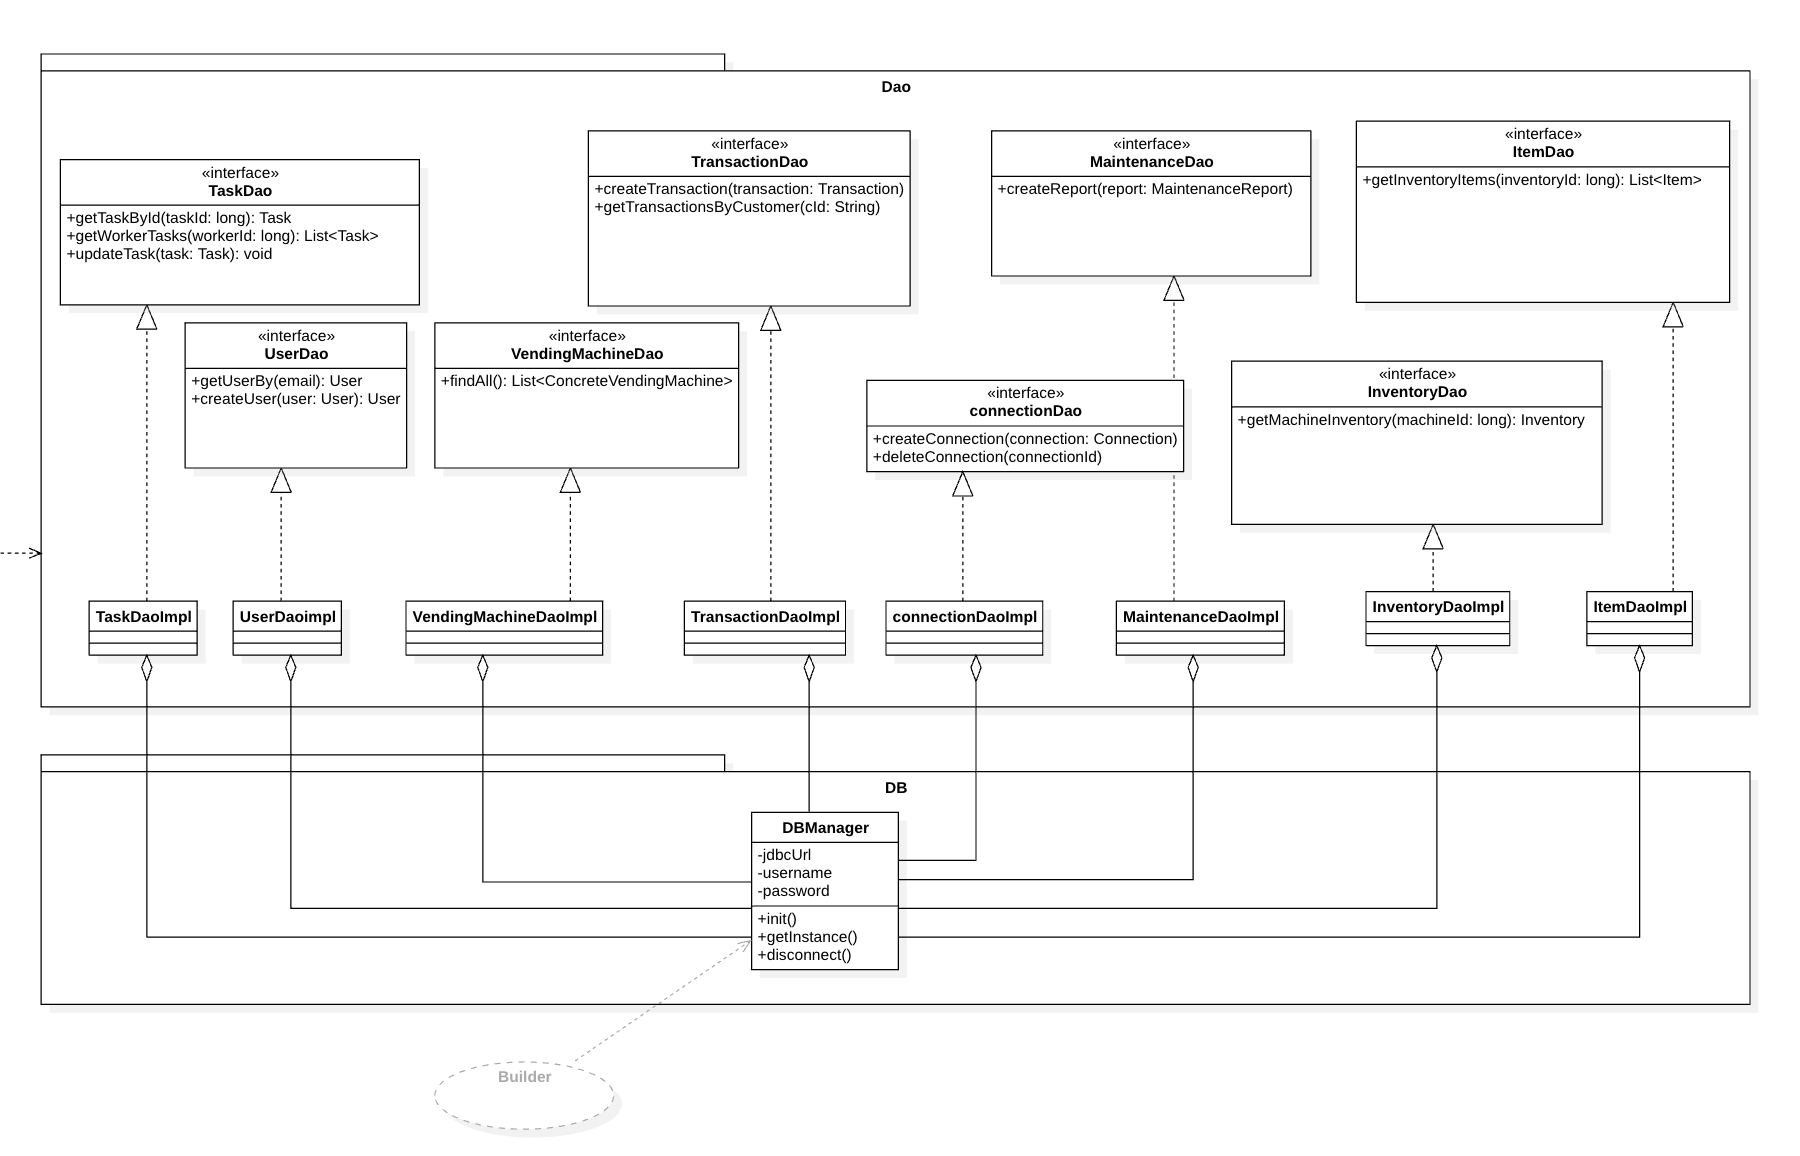 Dao
«interface»
TaskDao
+getTaskById(taskId: long): Task
+getWorkerTasks(workerId: long): List<Task>
+updateTask(task: Task): void
«interface»
TransactionDao
+createTransaction(transaction: Transaction)
+getTransactionsByCustomer(cId: String)
«interface»
MaintenanceDao
+createReport(report: MaintenanceReport)
«interface»
ItemDao
+getInventoryItems(inventoryId: long): List<Item>
«interface»
UserDao
+getUserBy(email): User
+createUser(user: User): User
«interface»
VendingMachineDao
+findAll(): List<ConcreteVendingMachine>
«interface»
connectionDao
+createConnection(connection: Connection)
+deleteConnection(connectionId)
«interface»
InventoryDao
+getMachineInventory(machineId: long): Inventory
TaskDaoImpl
UserDaoimpl
VendingMachineDaoImpl
TransactionDaoImpl
connectionDaoImpl
MaintenanceDaoImpl
InventoryDaoImpl
ItemDaoImpl
DB
DBManager
-jdbcUrl
-username
-password
+init()
+getInstance()
+disconnect()
Builder